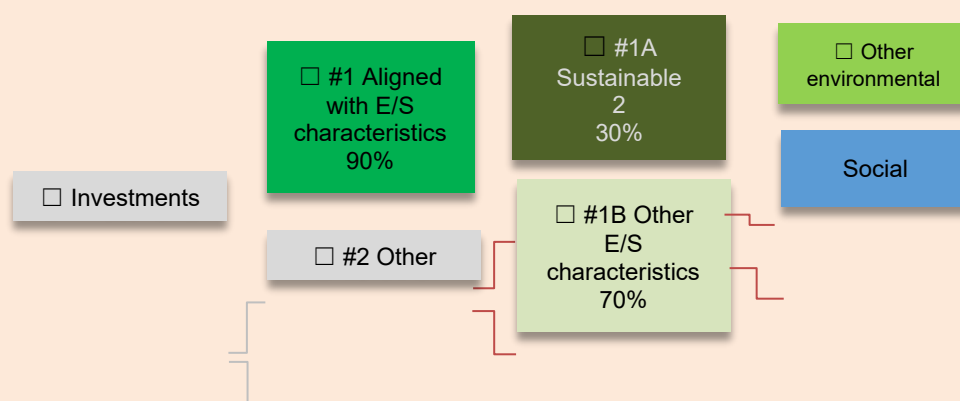 ☐ Investments
☐ #1 Aligned
with E/S
characteristics
90%
☐ #2 Other
☐ #1A
Sustainable
2
30%
☐ #1B Other
E/S
characteristics
70%
☐ Other
environmental
Social